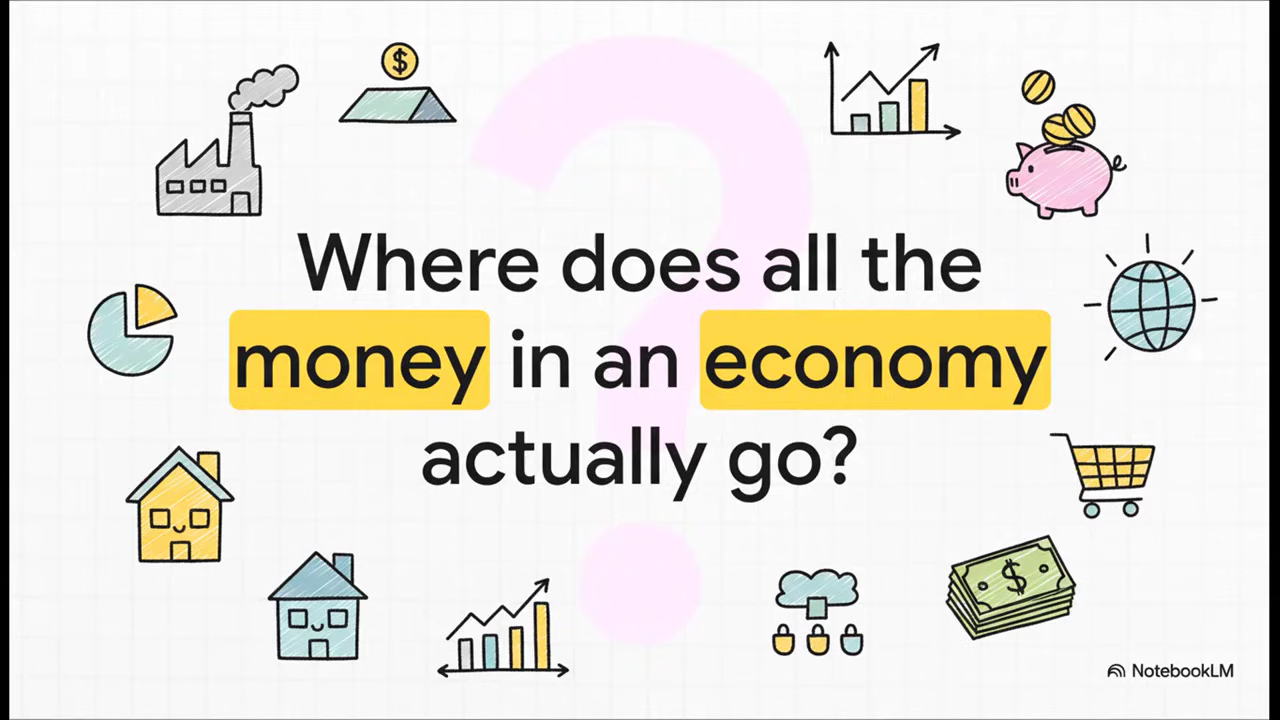 Where does all the
money in an economy
actually go?
$
$
NotebookLM